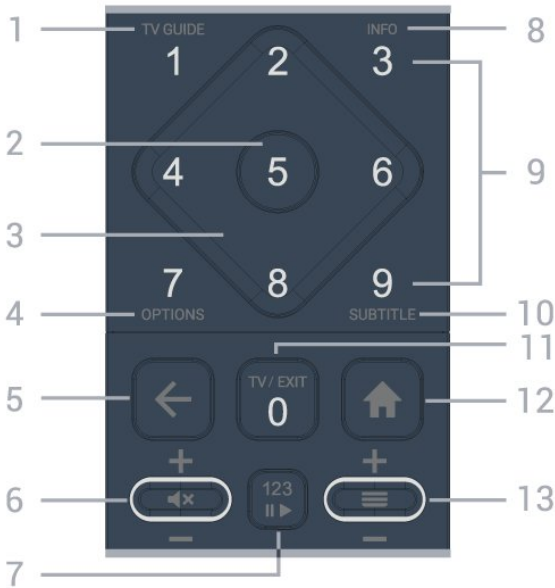 1 TV GUIDE INFO 8
1 2 3
2 4 5 6 9
3
7 8 9
4 OPTIONS SUBTITLE 10
11
5 TV / EXIT 12
0
+ +
6 123 13
- -
7